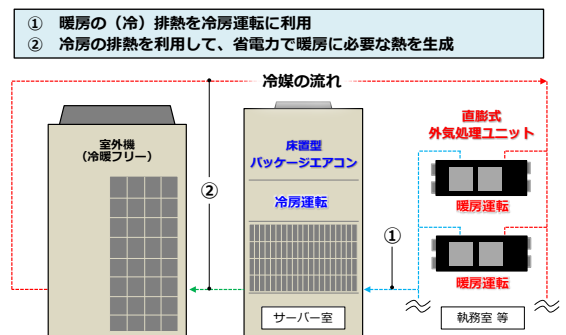 ① 暖房の（冷）排熱を冷房運転に利用
② 冷房の排熱を利用して、省電力で暖房に必要な熱を生成
冷媒の流れ
室外機
（冷暖フリー）
②
床置型
パッケージエアコン
冷房運転
サーバー室
①
直膨式
外気処理ユニット
暖房運転
暖房運転
執務室 等